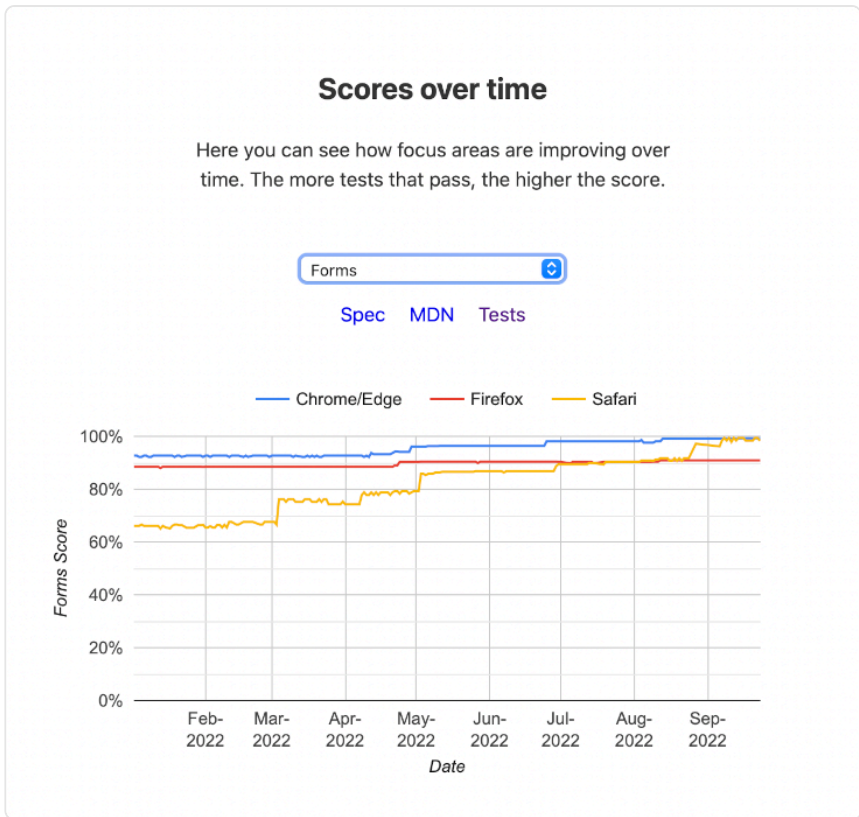 Scores over time
Here you can see how focus areas are improving over
time. The more tests that pass, the higher the score.
Forms
Spec MDN Tests
Chrome/Edge Firefox Safari
100%
80%
60%
40%
20%
0%
Forms Score
Feb- Mar- Apr- May- Jun- Jul- Aug- Sep-
2022 2022 2022 2022 2022 2022 2022 2022
Date